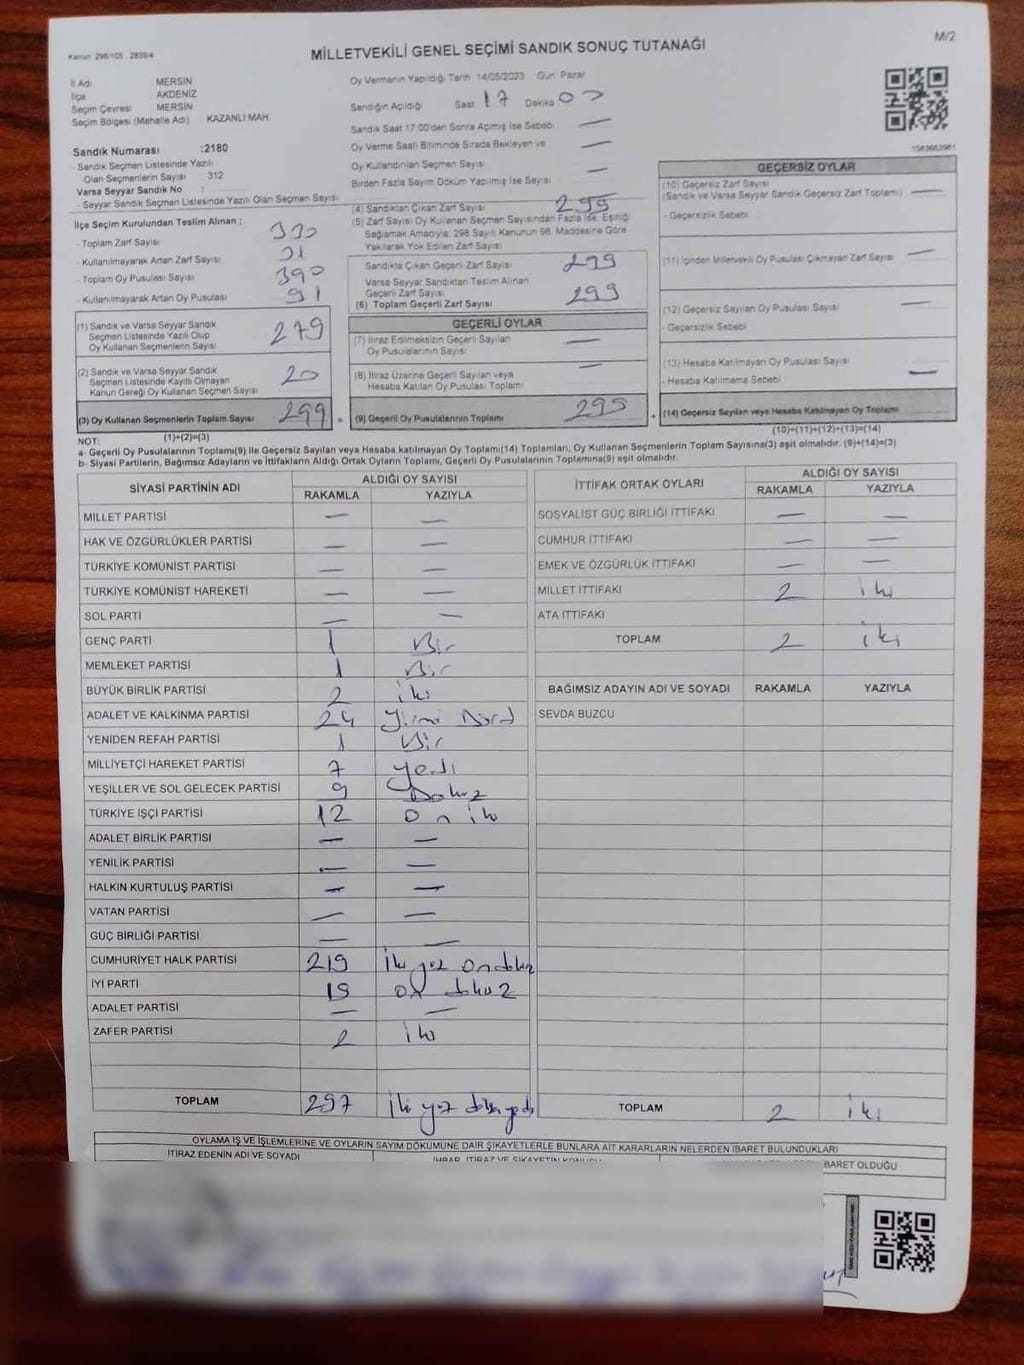 Kanun: 298/105 , 2839/4
MİLLETVEKİLİ GENEL SEÇİMİ SANDIK SONUÇ TUTANAĞI
M/2
İl Adı MERSİN
İlçe AKDENİZ
Seçim Çevresi MERSİN
Seçim Bölgesi (Mahalle Adı) KAZANLI MAH.
Sandık Numarası :2180
- Sandık Seçmen Listesinde Yazılı
Olan Seçmenlerin Sayısı : 312
Varsa Seyyar Sandık No :
- Seyyar Sandık Seçmen Listesinde Yazılı Olan Seçmen Sayısı
İlçe Seçim Kurulundan Teslim Alınan ;
- Toplam Zarf Sayısı 330
- Kullanılmayarak Artan Zarf Sayısı 31
- Toplam Oy Pusulası Sayısı 390
- Kullanılmayarak Artan Oy Pusulası 91
(1) Sandık ve Varsa Seyyar Sandık
Seçmen Listesinde Yazılı Olup
Oy Kullanan Seçmenlerin Sayısı 279
(2) Sandık ve Varsa Seyyar Sandık
Seçmen Listesinde Kayıtlı Olmayan
Kanun Gereği Oy Kullanan Seçmen Sayısı 20
(3) Oy Kullanan Seçmenlerin Toplam Sayısı 299 =
(1)+(2)=(3)
Oy Vermenin Yapıldığı Tarih 14/05/2023 Gün Pazar
Sandığın Açıldığı Saat 17 Dakika
Sandık Saat 17:00'den Sonra Açılmış İse Sebebi —
Oy Verme Saati Bitiminde Sırada Bekleyen ve —
Oy Kullandırılan Seçmen Sayısı —
Birden Fazla Sayım Döküm Yapılmış İse Sayısı —
(4) Sandıktan Çıkan Zarf Sayısı 299
(5) Zarf Sayısı Oy Kullanan Seçmen Sayısından Fazla İse, Eşitliği
Sağlamak Amacıyla, 298 Sayılı Kanunun 98. Maddesine Göre
Yakılarak Yok Edilen Zarf Sayısı
Sandıkta Çıkan Geçerli Zarf Sayısı 299
Varsa Seyyar Sandıktan Teslim Alınan
Geçerli Zarf Sayısı
(6) Toplam Geçerli Zarf Sayısı 299
GEÇERLİ OYLAR
(7) İtiraz Edilmeksizin Geçerli Sayılan
Oy Pusulalarının Sayısı —
(8) İtiraz Üzerine Geçerli Sayılan veya
Hesaba Katılan Oy Pusulası Toplamı —
(9) Geçerli Oy Pusulalarının Toplamı 299 +
1083663961
GEÇERSİZ OYLAR
(10) Geçersiz Zarf Sayısı
(Sandık ve Varsa Seyyar Sandık Geçersiz Zarf Toplamı) —
- Geçersizlik Sebebi
(11) İçinden Milletvekili Oy Pusulası Çıkmayan Zarf Sayısı —
(12) Geçersiz Sayılan Oy Pusulası Sayısı —
- Geçersizlik Sebebi
(13) Hesaba Katılmayan Oy Pusulası Sayısı
- Hesaba Katılmama Sebebi —
(14) Geçersiz Sayılan veya Hesaba Katılmayan Oy Toplamı
(10)+(11)+(12)+(13)=(14)
NOT:
a- Geçerli Oy Pusulalarının Toplamı(9) ile Geçersiz Sayılan veya Hesaba katılmayan Oy Toplamı(14) Toplamları, Oy Kullanan Seçmenlerin Toplam Sayısına(3) eşit olmalıdır. (9)+(14)=(3)
b- Siyasi Partilerin, Bağımsız Adayların ve İttifakların Aldığı Ortak Oyların Toplamı, Geçerli Oy Pusulalarının Toplamına(9) eşit olmalıdır.
SİYASİ PARTİNİN ADI ALDIĞI OY SAYISI
RAKAMLA YAZIYLA
MİLLET PARTİSİ — —
HAK VE ÖZGÜRLÜKLER PARTİSİ — —
TÜRKİYE KOMÜNİST PARTİSİ — —
TÜRKİYE KOMÜNİST HAREKETİ — —
SOL PARTİ — —
GENÇ PARTİ 1 Bir
MEMLEKET PARTİSİ 1 Bir
BÜYÜK BİRLİK PARTİSİ 2 iki
ADALET VE KALKINMA PARTİSİ 24 Yirmi Dört
YENİDEN REFAH PARTİSİ 1 Bir
MİLLİYETÇİ HAREKET PARTİSİ 7 yedi
YEŞİLLER VE SOL GELECEK PARTİSİ 9 Dokuz
TÜRKİYE İŞÇİ PARTİSİ 12 on iki
ADALET BİRLİK PARTİSİ — —
YENİLİK PARTİSİ — —
HALKIN KURTULUŞ PARTİSİ — —
VATAN PARTİSİ — —
GÜÇ BİRLİĞİ PARTİSİ — —
CUMHURİYET HALK PARTİSİ 219 iki yüz ondokuz
İYİ PARTİ 19 on dokuz
ADALET PARTİSİ — —
ZAFER PARTİSİ 2 iki
TOPLAM 297 iki yüz doksan yedi
İTTİFAK ORTAK OYLARI ALDIĞI OY SAYISI
RAKAMLA YAZIYLA
SOSYALİST GÜÇ BİRLİĞİ İTTİFAKI — —
CUMHUR İTTİFAKI — —
EMEK VE ÖZGÜRLÜK İTTİFAKI — —
MİLLET İTTİFAKI 2 iki
ATA İTTİFAKI
TOPLAM 2 iki
BAĞIMSIZ ADAYIN ADI VE SOYADI RAKAMLA YAZIYLA
SEVDA BUZCU
TOPLAM 2 iki
OYLAMA İŞ VE İŞLEMLERİNE VE OYLARIN SAYIM DÖKÜMÜNE DAİR ŞİKAYETLERLE BUNLARA AİT KARARLARIN NELERDEN İBARET BULUNDUKLARI
İTİRAZ EDENİN ADI VE SOYADI
İHBAR, İTİRAZ VE ŞİKAYETİN KONUSU
BARET OLDUĞU